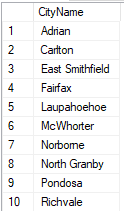 CityName
1 Adrian
2 Carlton
3 East Smithfield
4 Fairfax
5 Laupahoehoe
6 McWhorter
7 Norborne
8 North Granby
9 Pondosa
10 Richvale